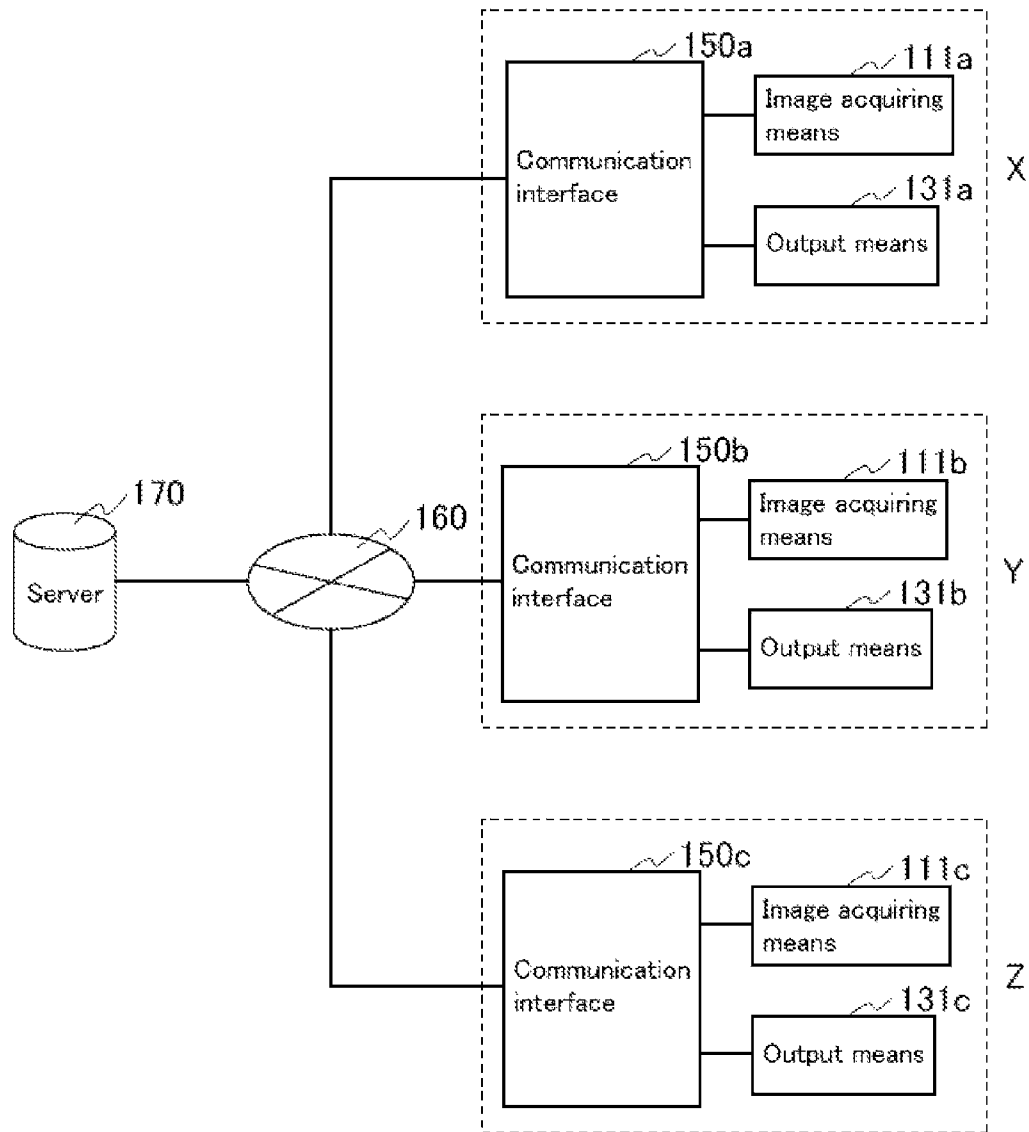 150a
111a
Image acquiring
means
Communication
interface
X
131a
Output means
150b
111b
Image acquiring
means
170
160
Communication
interface
Y
Server
131b
Output means
150c
111c
Image acquiring
means
Communication
interface
Z
131c
Output means